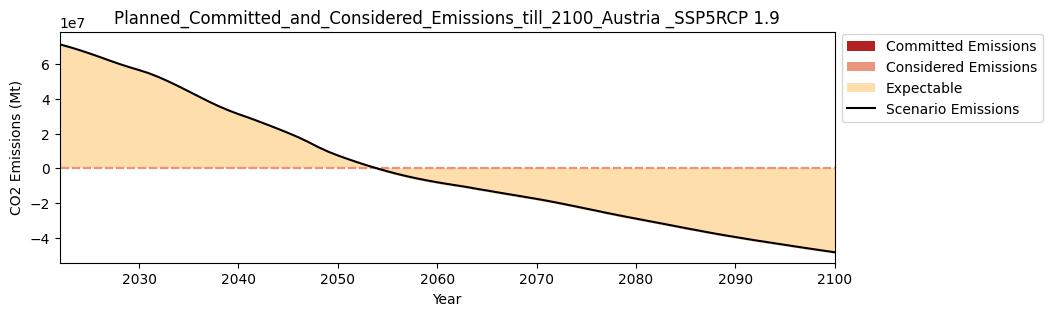 Planned_Committed_and_Considered_Emissions_till_2100_Austria _SSP5RCP 1.9
1e7
6
4
2
0
−2
−4
CO2 Emissions (Mt)
2030 2040 2050 2060 2070 2080 2090 2100
Year
Committed Emissions
Considered Emissions
Expectable
Scenario Emissions